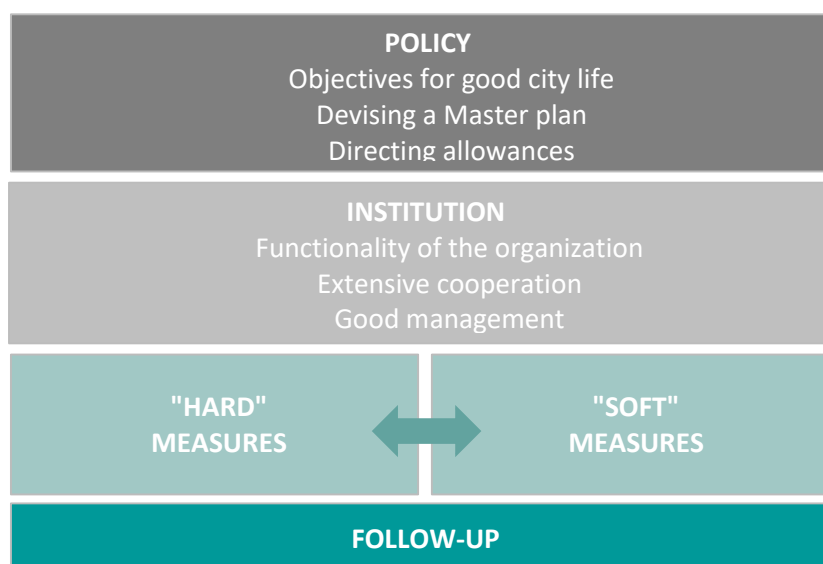 POLICY
Objectives for good city life
Devising a Master plan
Directing allowances
INSTITUTION
Functionality of the organization
Extensive cooperation
Good management
"HARD"
MEASURES
"SOFT"
MEASURES
FOLLOW-UP